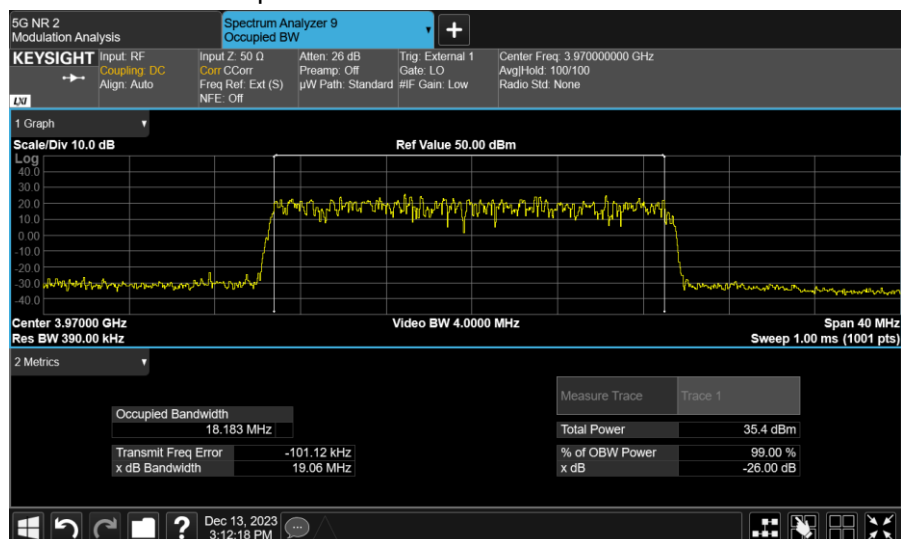 5G NR 2
Modulation Analysis
Spectrum Analyzer 9
Occupied BW
KEYSIGHT
LXI
Input: RF
Coupling: DC
Align: Auto
Input Z: 50 Ω
Corr CCorr
Freq Ref: Ext (S)
NFE: Off
Atten: 26 dB
Preamp: Off
µW Path: Standard
Trig: External 1
Gate: LO
#IF Gain: Low
Center Freq: 3.970000000 GHz
Avg|Hold: 100/100
Radio Std: None
1 Graph
Scale/Div 10.0 dB
Ref Value 50.00 dBm
Log
40.0
30.0
20.0
10.0
0.00
-10.0
-20.0
-30.0
-40.0
Center 3.97000 GHz
Video BW 4.0000 MHz
Span 40 MHz
Res BW 390.00 kHz
Sweep 1.00 ms (1001 pts)
2 Metrics
Measure Trace
Trace 1
Occupied Bandwidth
18.183 MHz
Total Power 35.4 dBm
Transmit Freq Error -101.12 kHz
% of OBW Power 99.00 %
x dB Bandwidth 19.06 MHz
x dB -26.00 dB
Dec 13, 2023
3:12:18 PM